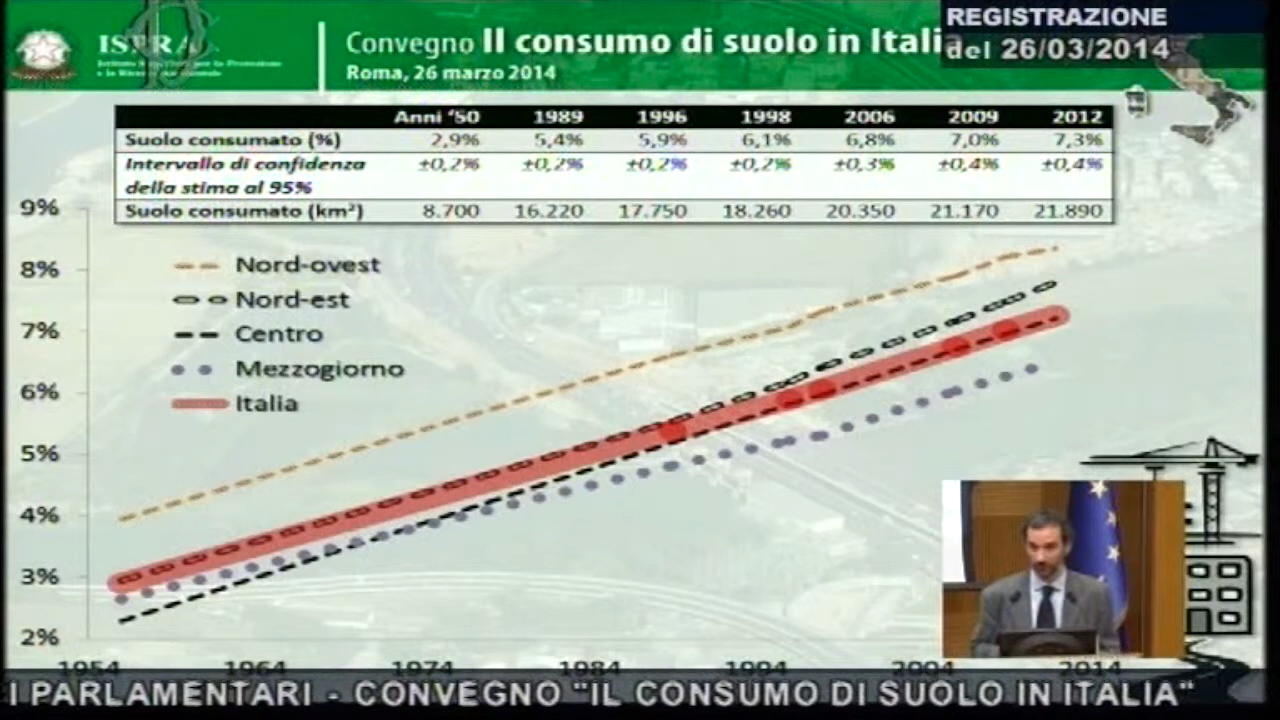 ISPRA
Convegno Il consumo di suolo in Italia
Roma, 26 marzo 2014
REGISTRAZIONE
del 26/03/2014
Anni '50 1989 1996 1998 2006 2009 2012
Suolo consumato (%) 2,9% 5,4% 5,9% 6,1% 6,8% 7,0% 7,3%
Intervallo di confidenza ±0,2% ±0,2% ±0,2% ±0,2% ±0,3% ±0,4% ±0,4%
della stima al 95%
Suolo consumato (km²) 8.700 16.220 17.750 18.260 20.350 21.170 21.890
9%
8%
7%
6%
5%
4%
3%
2%
Nord-ovest
Nord-est
Centro
Mezzogiorno
Italia
1954 1964 1974 1984 1994 2004 2014
I PARLAMENTARI - CONVEGNO "IL CONSUMO DI SUOLO IN ITALIA"